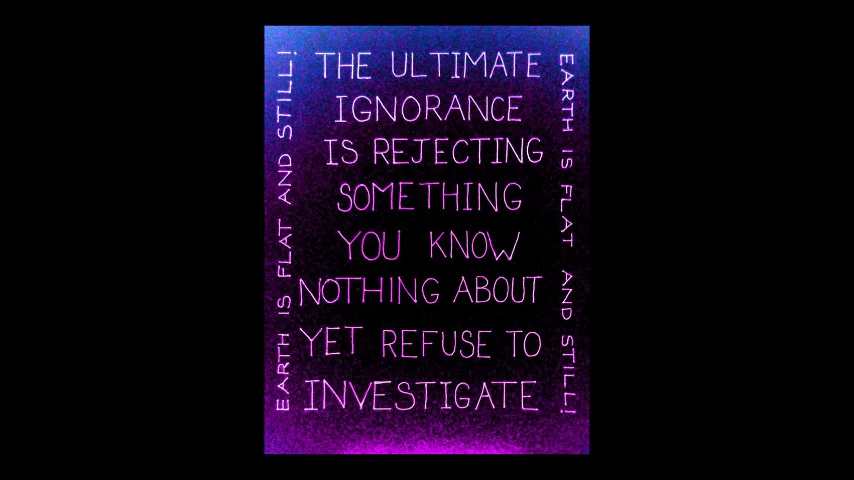 EARTH IS FLAT AND STILL!
THE ULTIMATE
IGNORANCE
IS REJECTING
SOMETHING
YOU KNOW
NOTHING ABOUT
YET REFUSE TO
INVESTIGATE
EARTH IS FLAT AND STILL!